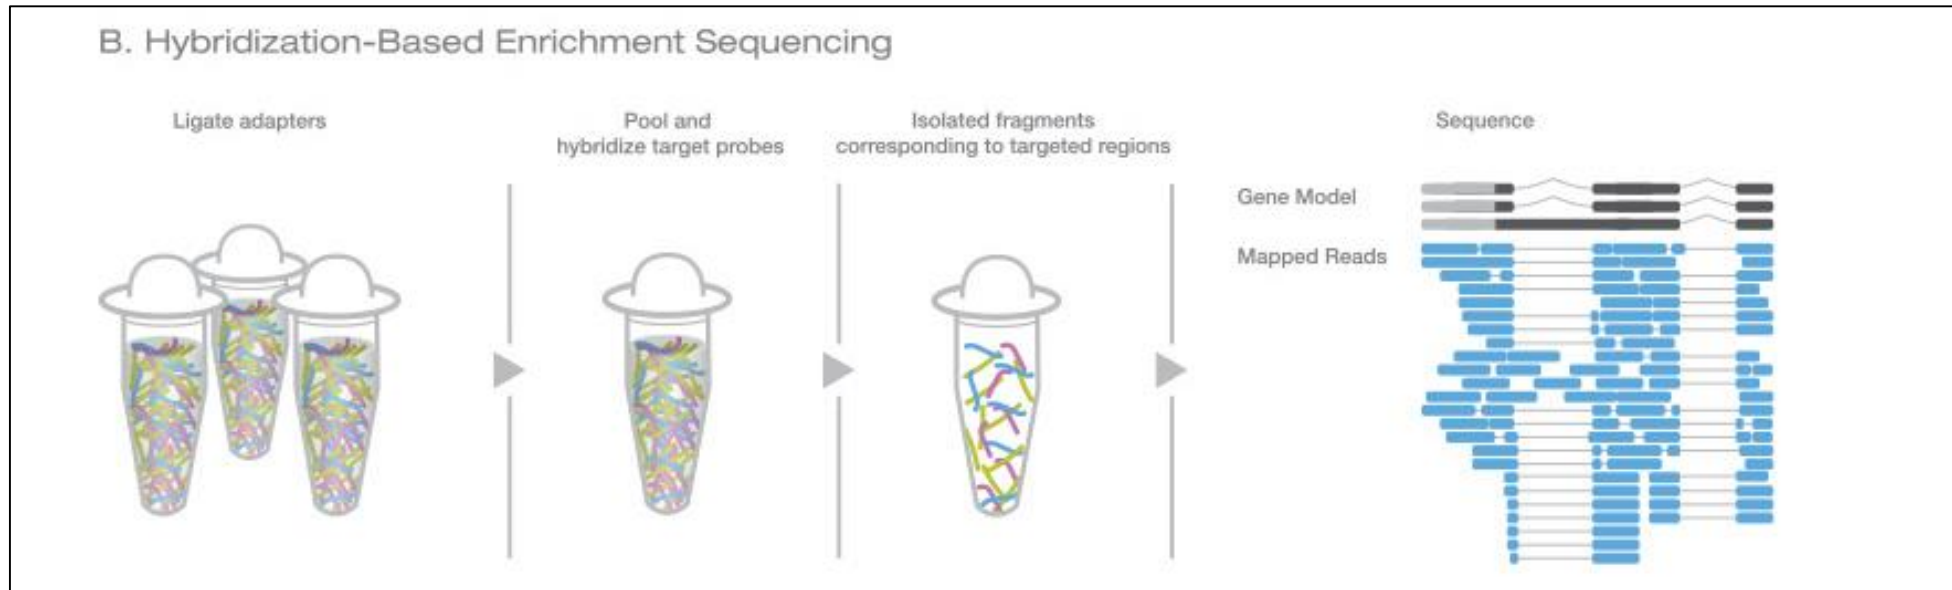 B. Hybridization-Based Enrichment Sequencing
Ligate adapters
Pool and
hybridize target probes
Isolated fragments
corresponding to targeted regions
Sequence
Gene Model
Mapped Reads